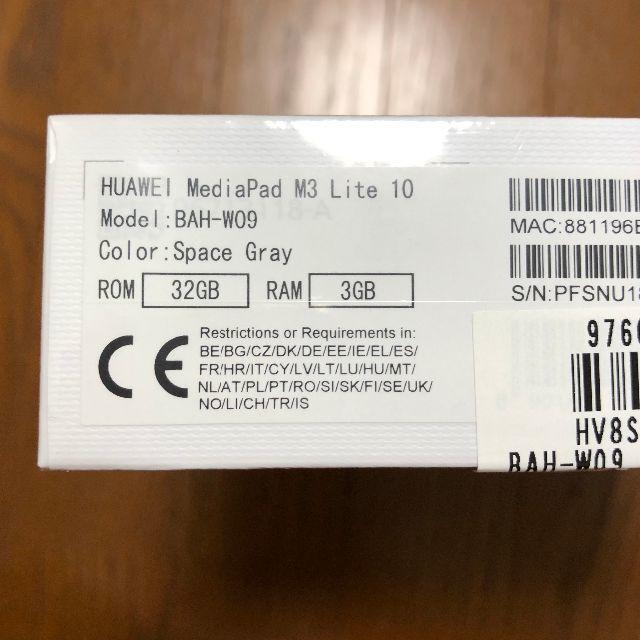 HUAWEI MediaPad M3 Lite 10
Model:BAH-W09
Color:Space Gray
ROM 32GB RAM 3GB
CE
Restrictions or Requirements in:
BE/BG/CZ/DK/DE/EE/IE/EL/ES/
FR/HR/IT/CY/LV/LT/LU/HU/MT/
NL/AT/PL/PT/RO/SI/SK/FI/SE/UK/
NO/LI/CH/TR/IS
MAC:881196
S/N:PFSNU18
976
HV8S
BAH-W09